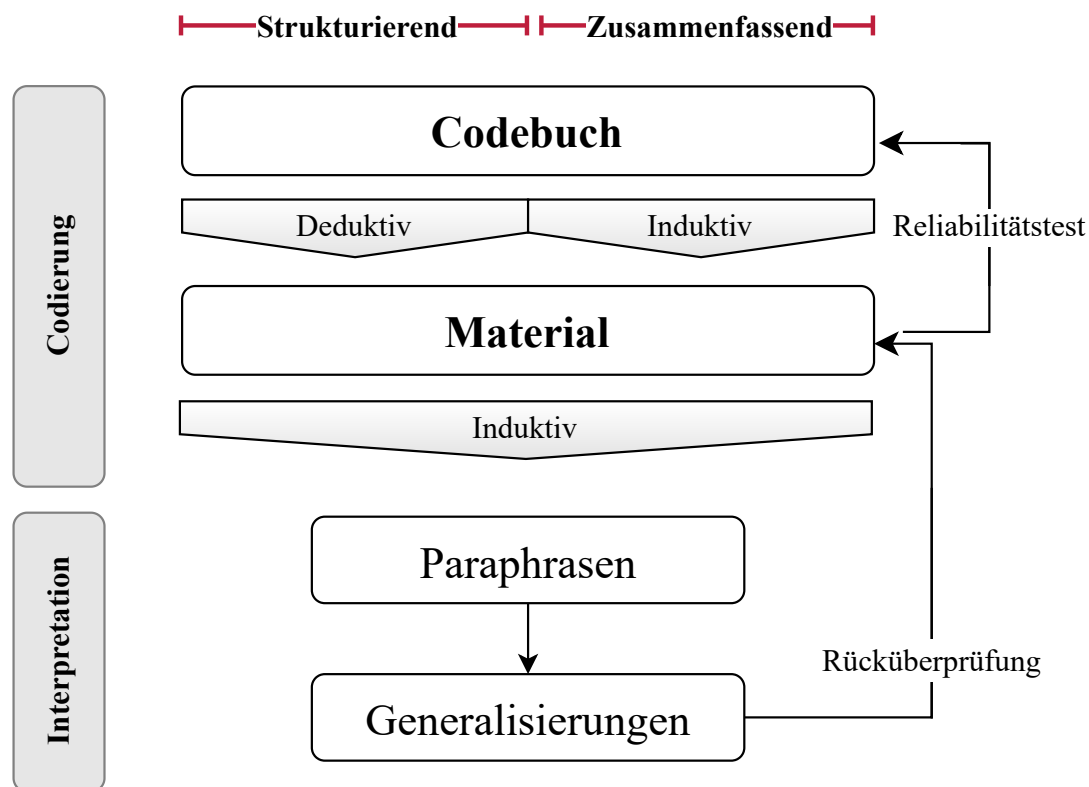 Strukturierend
Zusammenfassend
Codierung
Codebuch
Deduktiv
Induktiv
Reliabilitätstest
Material
Induktiv
Interpretation
Paraphrasen
Rücküberprüfung
Generalisierungen